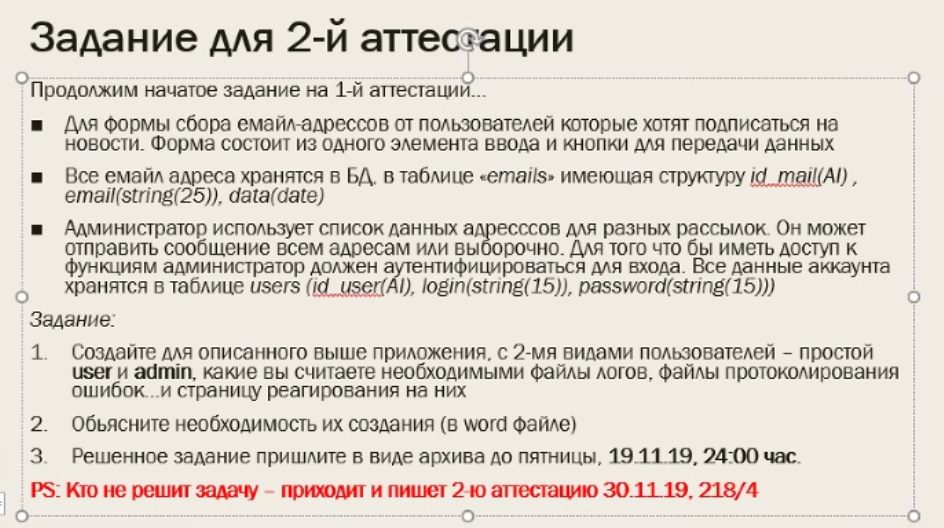 Задание для 2-й аттестации
Продолжим начатое задание на 1-й аттестации...
■ Для формы сбора емайл-адрессов от пользователей которые хотят подписаться на
новости. Форма состоит из одного элемента ввода и кнопки для передачи данных
■ Все емайл адреса хранятся в БД, в таблице «emails» имеющая структуру id_mail(AI) ,
email(string(25)), data(date)
■ Администратор использует список данных адресссов для разных рассылок. Он может
отправить сообщение всем адресам или выборочно. Для того что бы иметь доступ к
функциям администратор должен аутентифицироваться для входа. Все данные аккаунта
хранятся в таблице users (id_user(AI), login(string(15)), password(string(15)))
Задание:
1. Создайте для описанного выше приложения, с 2-мя видами пользователей – простой
user и admin, какие вы считаете необходимыми файлы логов, файлы протоколирования
ошибок...и страницу реагирования на них
2. Обьясните необходимость их создания (в word файле)
3. Решенное задание пришлите в виде архива до пятницы, 19.11.19, 24:00 час.
PS: Кто не решит задачу – приходит и пишет 2-ю аттестацию 30.11.19, 218/4